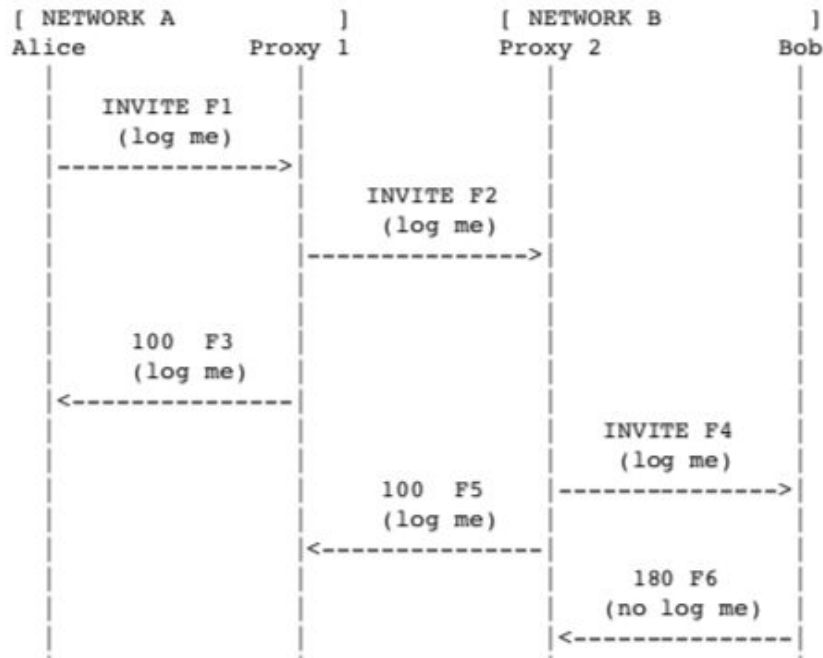 [ NETWORK A ] [ NETWORK B ]
Alice Proxy 1 Proxy 2 Bob
INVITE F1
(log me)
INVITE F2
(log me)
100 F3
(log me)
INVITE F4
(log me)
100 F5
(log me)
180 F6
(no log me)